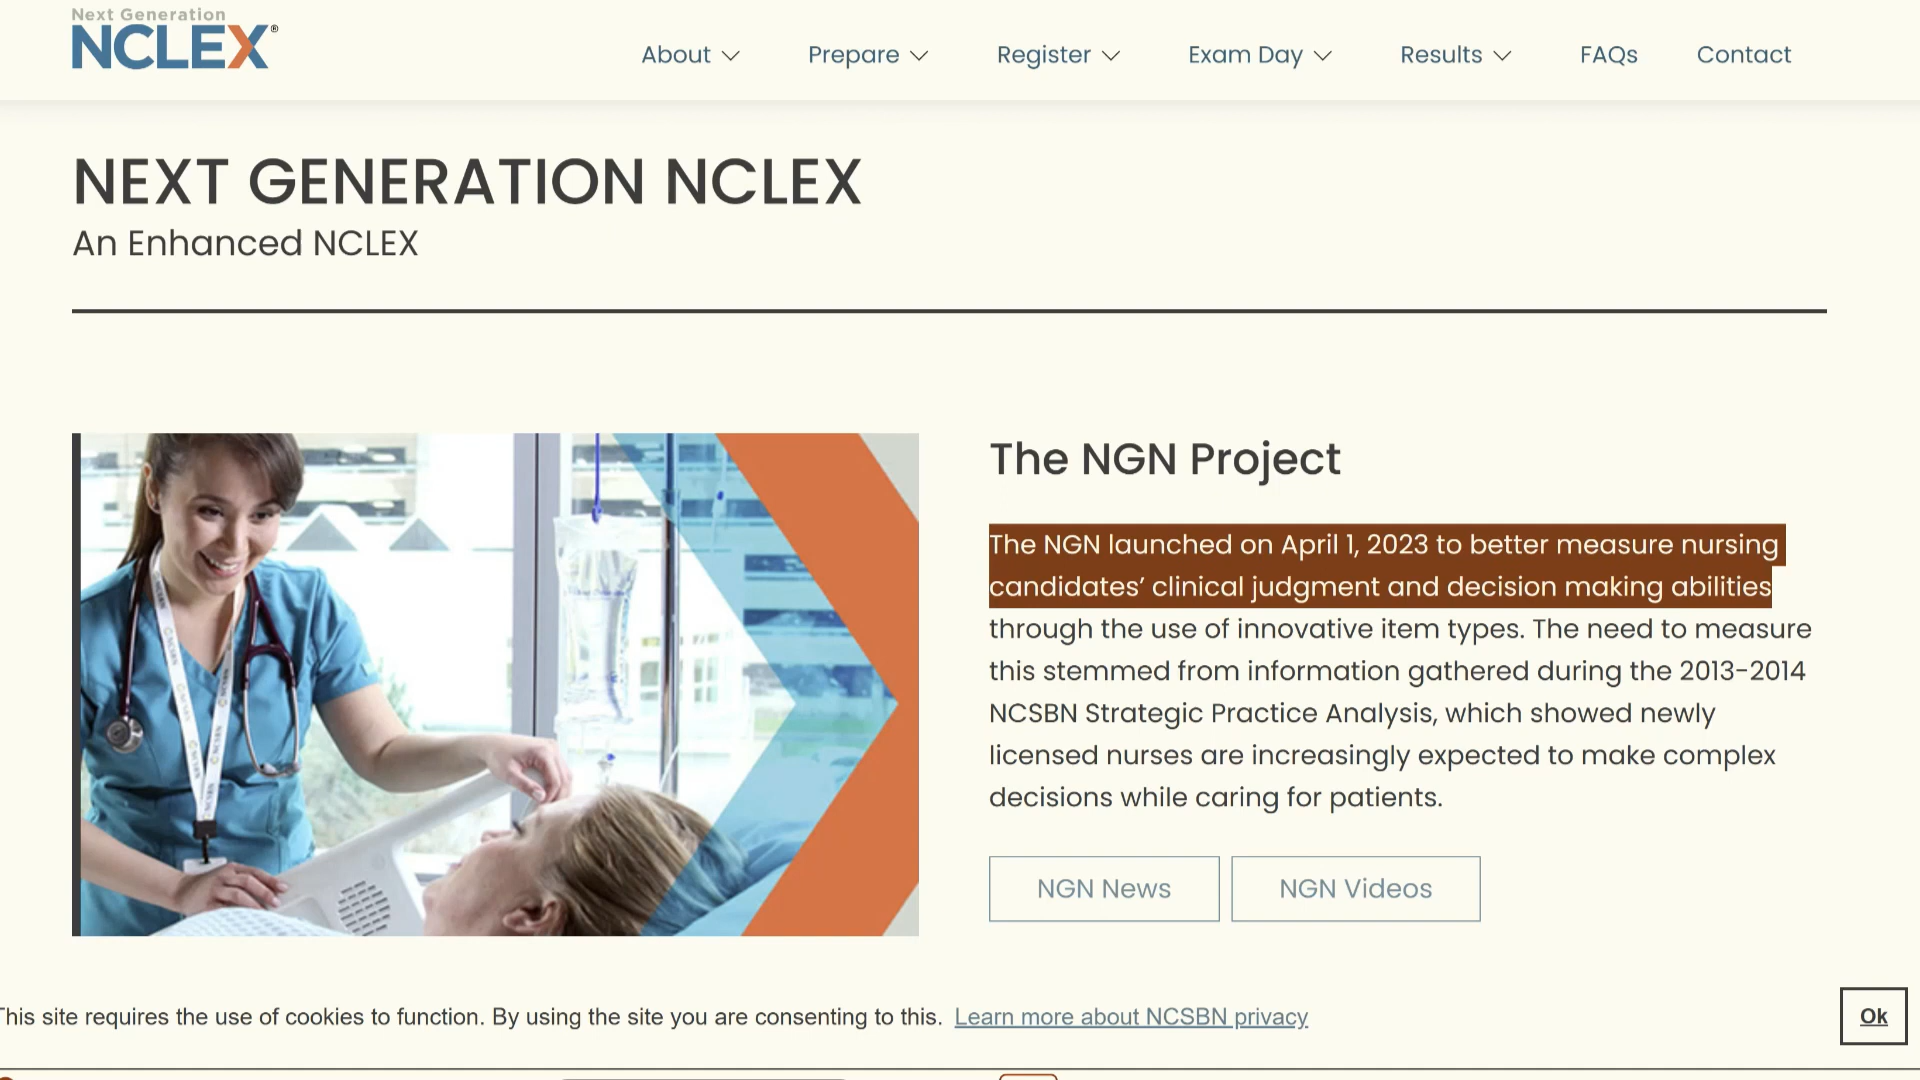 Next Generation
NCLEX®
About
Prepare
Register
Exam Day
Results
FAQs
Contact
NEXT GENERATION NCLEX
An Enhanced NCLEX
The NGN Project
The NGN launched on April 1, 2023 to better measure nursing
candidates’ clinical judgment and decision making abilities
through the use of innovative item types. The need to measure
this stemmed from information gathered during the 2013-2014
NCSBN Strategic Practice Analysis, which showed newly
licensed nurses are increasingly expected to make complex
decisions while caring for patients.
NGN News
NGN Videos
This site requires the use of cookies to function. By using the site you are consenting to this. Learn more about NCSBN privacy
Ok